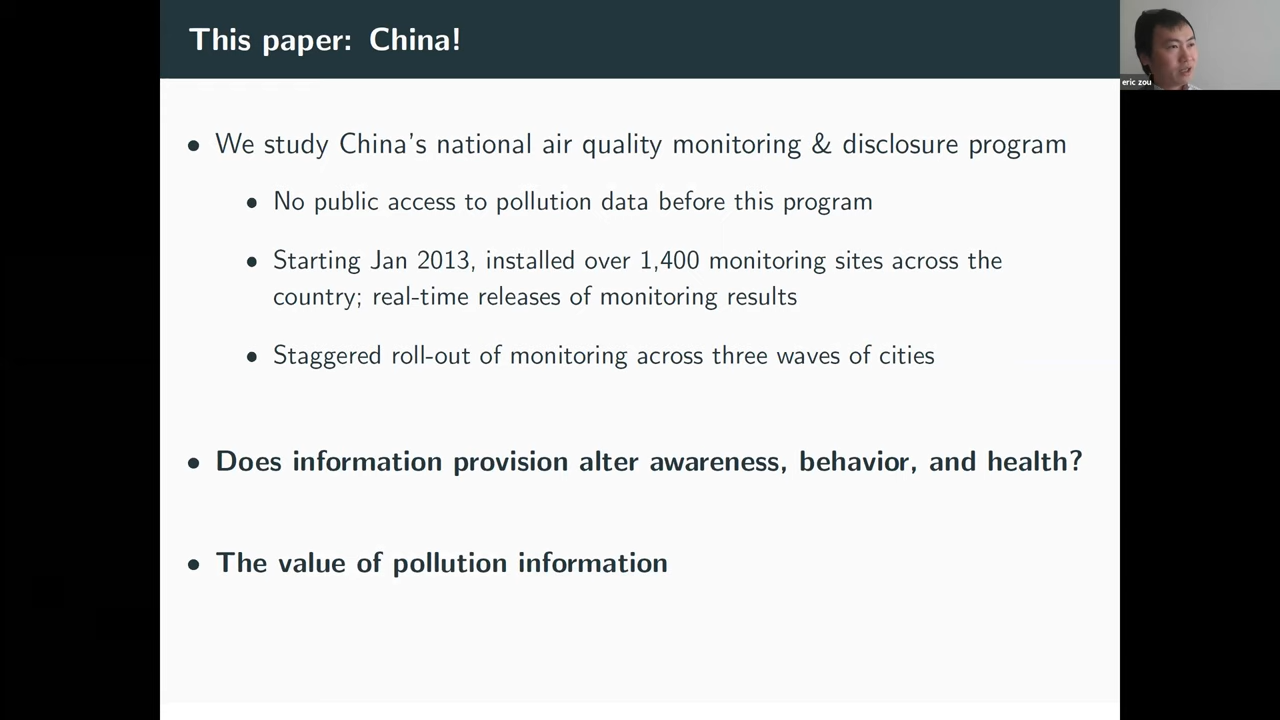 This paper: China!
eric zou
• We study China's national air quality monitoring & disclosure program
• No public access to pollution data before this program
• Starting Jan 2013, installed over 1,400 monitoring sites across the
country; real-time releases of monitoring results
• Staggered roll-out of monitoring across three waves of cities
• Does information provision alter awareness, behavior, and health?
• The value of pollution information